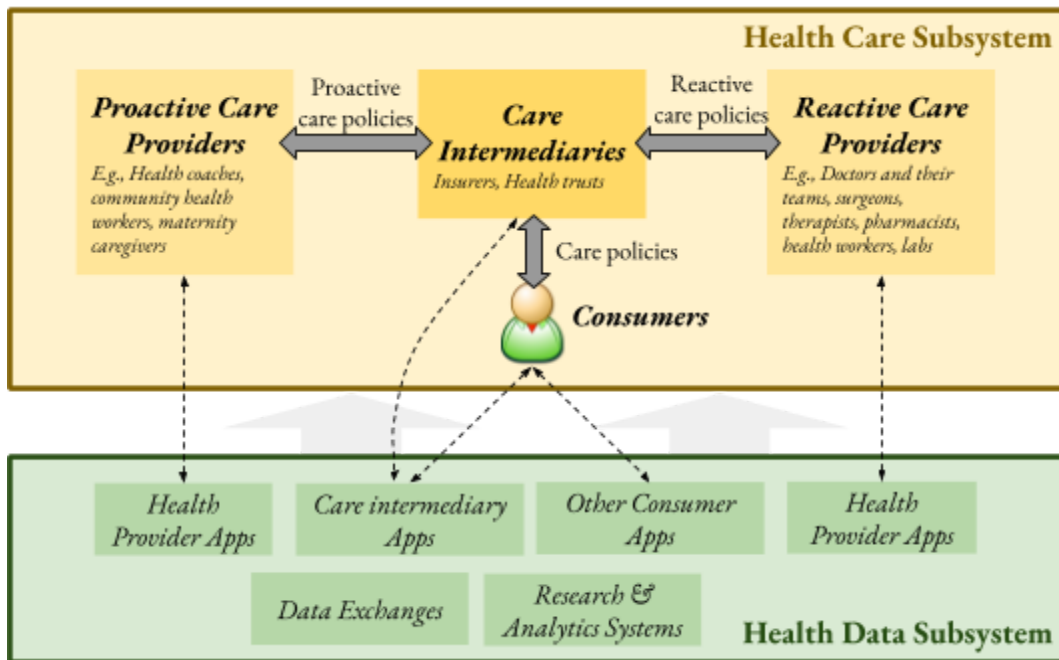 Health Care Subsystem
Proactive Care
Providers
E.g., Health coaches,
community health
workers, maternity
caregivers
Proactive
care policies
Care
Intermediaries
Insurers, Health trusts
Reactive
care policies
Reactive Care
Providers
E.g., Doctors and their
teams, surgeons,
therapists, pharmacists,
health workers, labs
Care policies
Consumers
Health
Provider Apps
Care intermediary
Apps
Other Consumer
Apps
Health
Provider Apps
Data Exchanges
Research &
Analytics Systems
Health Data Subsystem